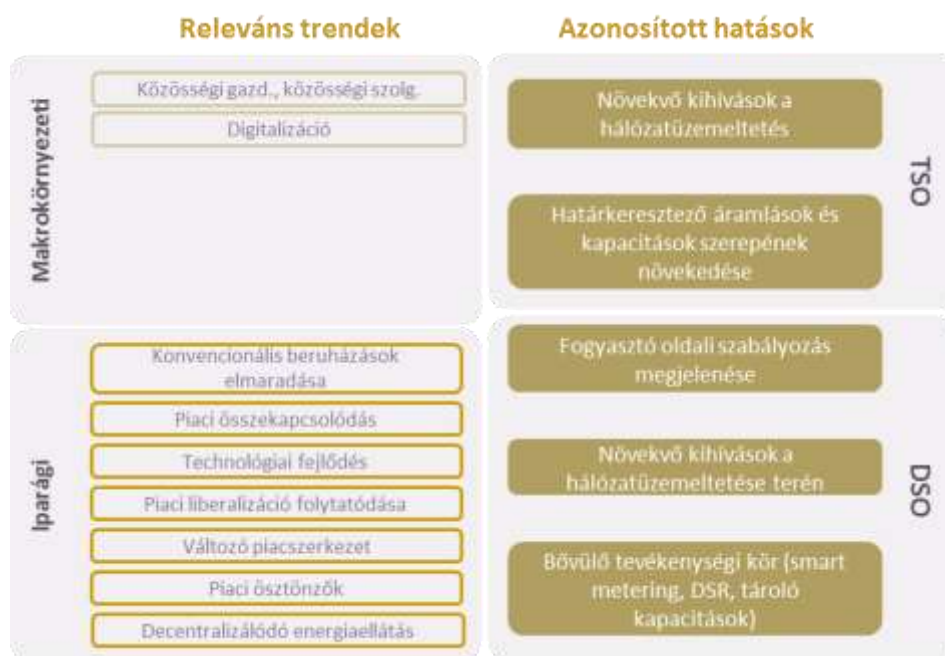 Releváns trendek
Azonosított hatások
Makrokörnyezeti
Közösségi gazd., közösségi szolg.
Digitalizáció
Növekvő kihívások a
hálózatüzemeltetés
Határkeresztező áramlások és
kapacitások szerepének
növekedése
TSO
Iparági
Konvencionális beruházások
elmaradása
Piaci összekapcsolódás
Technológiai fejlődés
Piaci liberalizáció folytatódása
Változó piacszerkezet
Piaci ösztönzők
Decentralizálódó energiaellátás
Fogyasztó oldali szabályozás
megjelenése
Növekvő kihívások a
hálózatüzemeltetése terén
Bővülő tevékenységi kör (smart
metering, DSR, tároló
kapacitások)
DSO